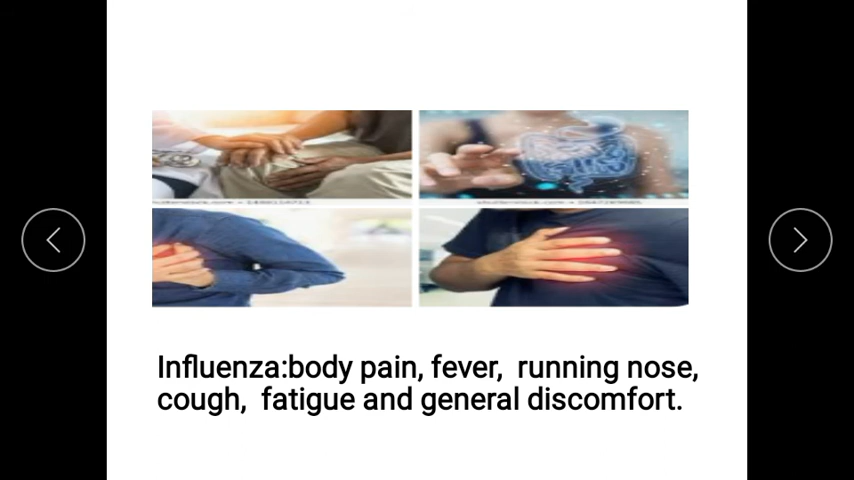 Influenza:body pain, fever,  running nose,
cough,  fatigue and general discomfort.